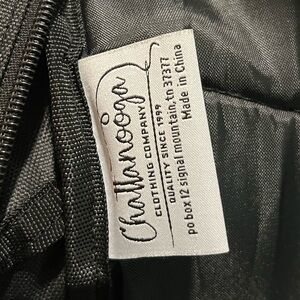 Chattanooga
CLOTHING COMPANY
QUALITY SINCE 1999
po box 12 signal mountain, tn 37377
Made in China